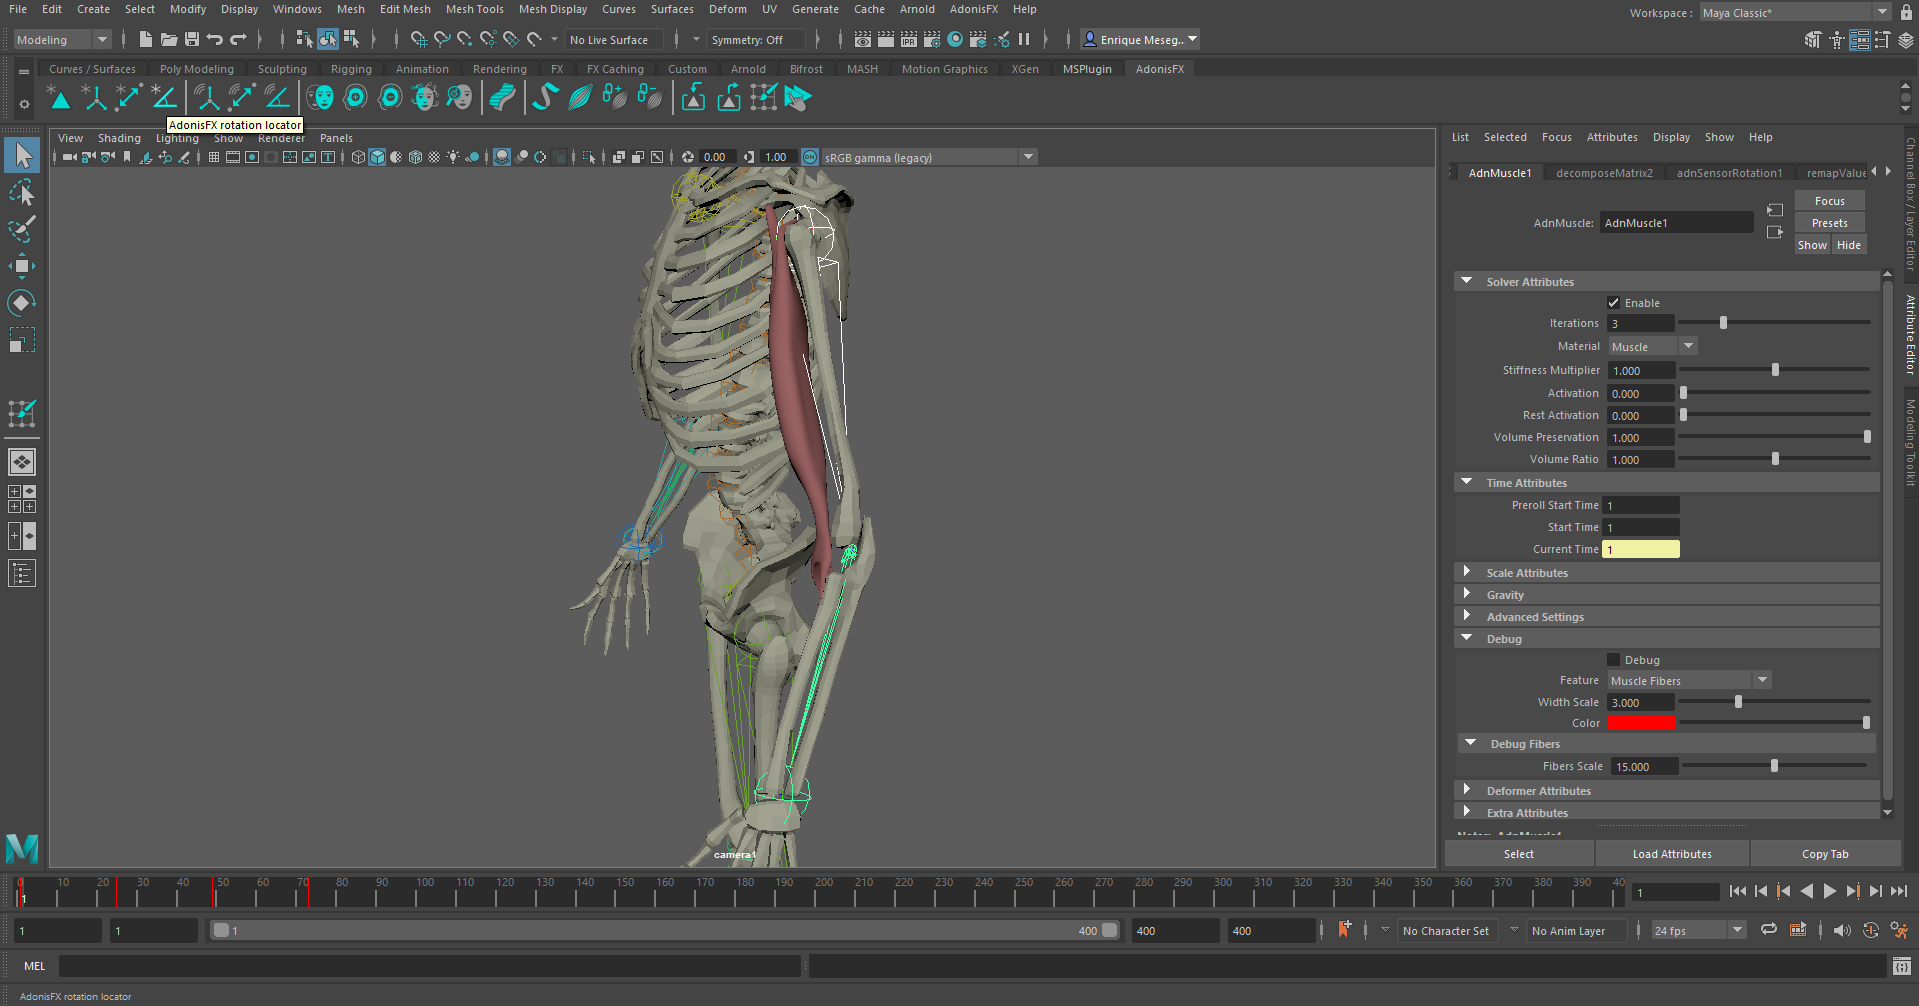 File Edit Create Select Modify Display Windows Mesh Edit Mesh Mesh Tools Mesh Display Curves Surfaces Deform UV Generate Cache Arnold AdonisFX Help
Workspace : Maya Classic*
Modeling No Live Surface Symmetry: Off IPR Enrique Meseg...
Curves / Surfaces Poly Modeling Sculpting Rigging Animation Rendering FX FX Caching Custom Arnold Bifrost MASH Motion Graphics XGen MSPlugin AdonisFX
AdonisFX rotation locator
View Shading Lighting Show Renderer Panels
0.00 1.00 ON sRGB gamma (legacy)
camera1
List Selected Focus Attributes Display Show Help
AdnMuscle1 decomposeMatrix2 adnSensorRotation1 remapValue
Focus
AdnMuscle: AdnMuscle1 Presets
Show Hide
Solver Attributes
Enable
Iterations 3
Material Muscle
Stiffness Multiplier 1.000
Activation 0.000
Rest Activation 0.000
Volume Preservation 1.000
Volume Ratio 1.000
Time Attributes
Preroll Start Time 1
Start Time 1
Current Time 1
Scale Attributes
Gravity
Advanced Settings
Debug
Debug
Feature Muscle Fibers
Width Scale 3.000
Color
Debug Fibers
Fibers Scale 15.000
Deformer Attributes
Extra Attributes
Notes: AdnMuscle1
Select Load Attributes Copy Tab
Channel Box / Layer Editor
Attribute Editor
Modeling Toolkit
0 10 20 30 40 50 60 70 80 90 100 110 120 130 140 150 160 170 180 190 200 210 220 230 240 250 260 270 280 290 300 310 320 330 340 350 360 370 380 390 40
1 1
1 1 1 400 400 400 No Character Set No Anim Layer 24 fps
MEL
AdonisFX rotation locator